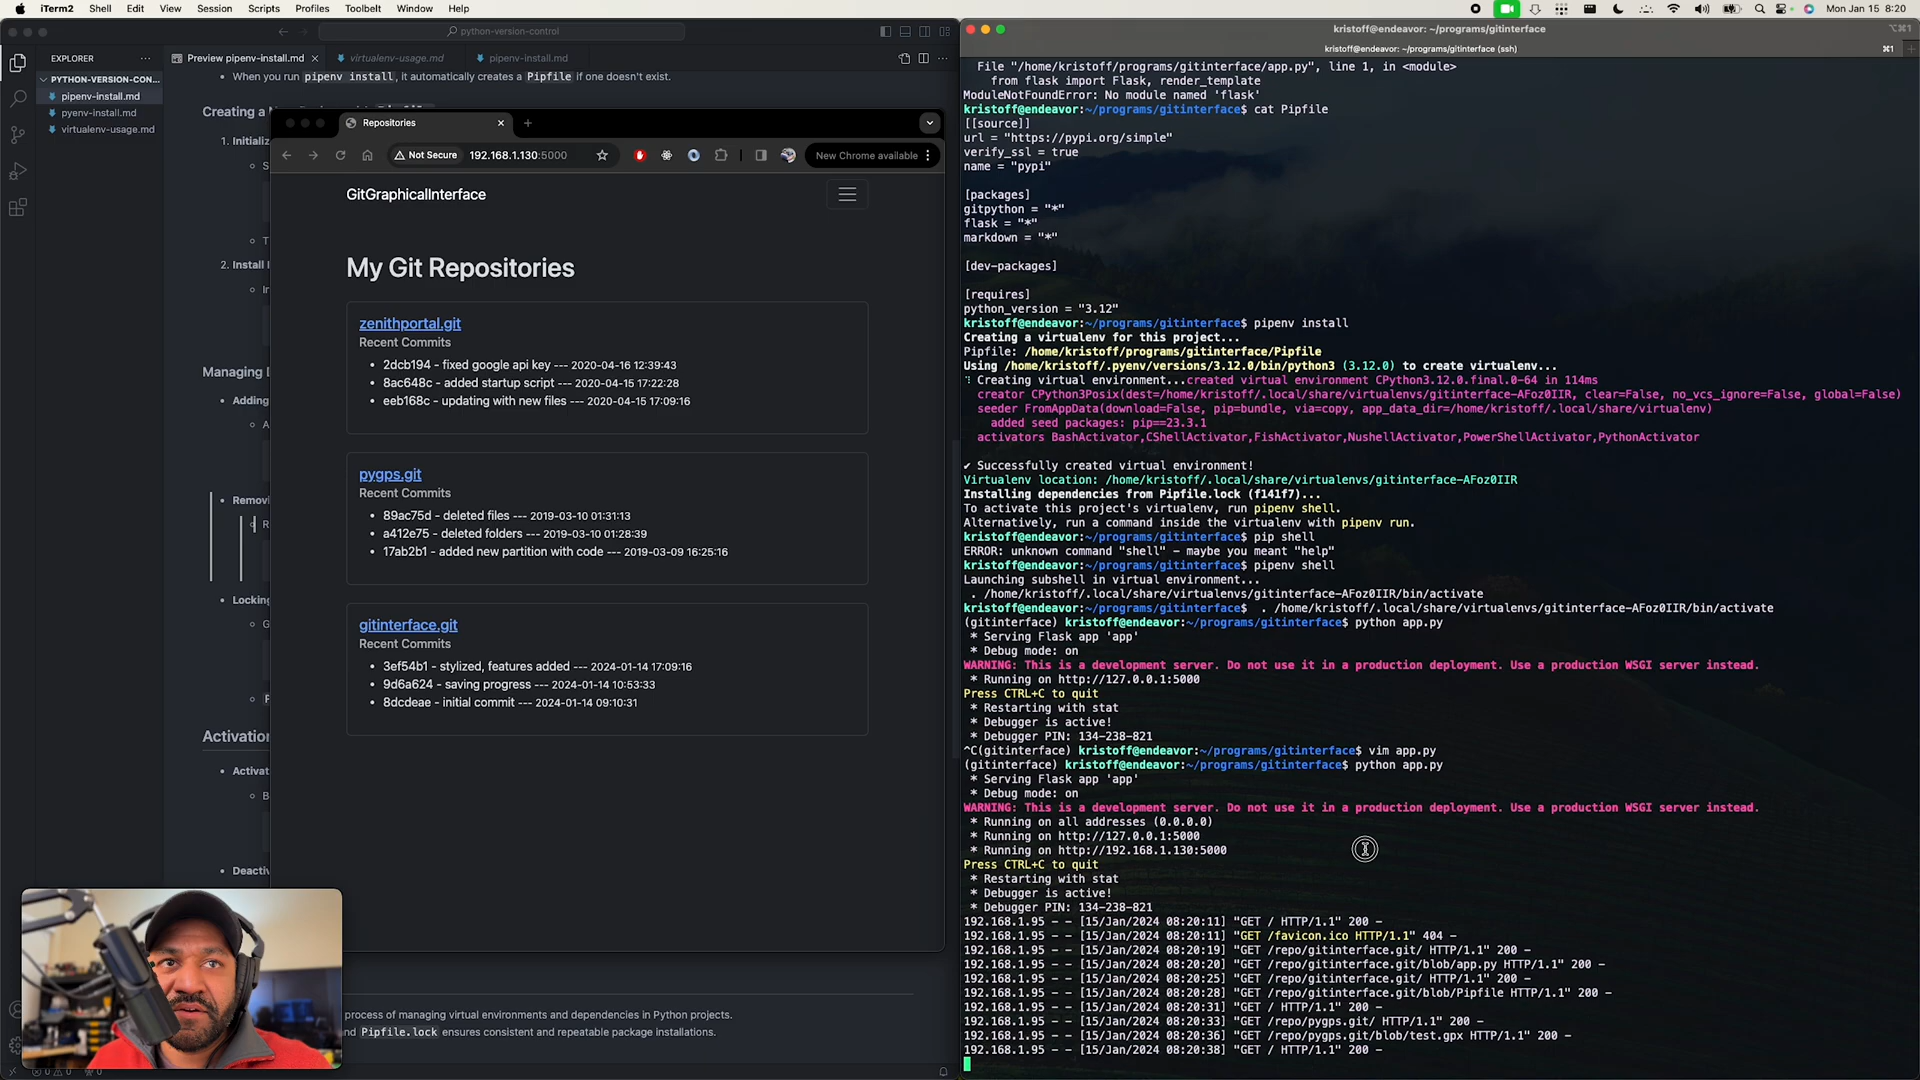 iTerm2 Shell Edit View Session Scripts Profiles Toolbelt Window Help
Mon Jan 15 8:20
python-version-control
EXPLORER
PYTHON-VERSION-CON...
pipenv-install.md
pyenv-install.md
virtualenv-usage.md
Preview pipenv-install.md
virtualenv-usage.md
pipenv-install.md
When you run pipenv install, it automatically creates a Pipfile if one doesn't exist.
Creating a
1. Initializ
2. Install
Managing
Adding
Removi
Locking
Activation
Activat
Deactiv
process of managing virtual environments and dependencies in Python projects.
nd Pipfile.lock ensures consistent and repeatable package installations.
Repositories
Not Secure 192.168.1.130:5000
New Chrome available
GitGraphicalInterface
My Git Repositories
zenithportal.git
Recent Commits
2dcb194 - fixed google api key --- 2020-04-16 12:39:43
8ac648c - added startup script --- 2020-04-15 17:22:28
eeb168c - updating with new files --- 2020-04-15 17:09:16
pygps.git
Recent Commits
89ac75d - deleted files --- 2019-03-10 01:31:13
a412e75 - deleted folders --- 2019-03-10 01:28:39
17ab2b1 - added new partition with code --- 2019-03-09 16:25:16
gitinterface.git
Recent Commits
3ef54b1 - stylized, features added --- 2024-01-14 17:09:16
9d6a624 - saving progress --- 2024-01-14 10:53:33
8dcdeae - initial commit --- 2024-01-14 09:10:31
kristoff@endeavor: ~/programs/gitinterface
⌥⌘1
kristoff@endeavor: ~/programs/gitinterface (ssh)
⌘1
File "/home/kristoff/programs/gitinterface/app.py", line 1, in <module>
from flask import Flask, render_template
ModuleNotFoundError: No module named 'flask'
kristoff@endeavor:~/programs/gitinterface$ cat Pipfile
[[source]]
url = "https://pypi.org/simple"
verify_ssl = true
name = "pypi"
[packages]
gitpython = "*"
flask = "*"
markdown = "*"
[dev-packages]
[requires]
python_version = "3.12"
kristoff@endeavor:~/programs/gitinterface$ pipenv install
Creating a virtualenv for this project...
Pipfile: /home/kristoff/programs/gitinterface/Pipfile
Using /home/kristoff/.pyenv/versions/3.12.0/bin/python3 (3.12.0) to create virtualenv...
⠹ Creating virtual environment...created virtual environment CPython3.12.0.final.0-64 in 114ms
creator CPython3Posix(dest=/home/kristoff/.local/share/virtualenvs/gitinterface-AFoz0IIR, clear=False, no_vcs_ignore=False, global=False)
seeder FromAppData(download=False, pip=bundle, via=copy, app_data_dir=/home/kristoff/.local/share/virtualenv)
added seed packages: pip==23.3.1
activators BashActivator,CShellActivator,FishActivator,NushellActivator,PowerShellActivator,PythonActivator
✔ Successfully created virtual environment!
Virtualenv location: /home/kristoff/.local/share/virtualenvs/gitinterface-AFoz0IIR
Installing dependencies from Pipfile.lock (f141f7)...
To activate this project's virtualenv, run pipenv shell.
Alternatively, run a command inside the virtualenv with pipenv run.
kristoff@endeavor:~/programs/gitinterface$ pip shell
ERROR: unknown command "shell" - maybe you meant "help"
kristoff@endeavor:~/programs/gitinterface$ pipenv shell
Launching subshell in virtual environment...
. /home/kristoff/.local/share/virtualenvs/gitinterface-AFoz0IIR/bin/activate
kristoff@endeavor:~/programs/gitinterface$ . /home/kristoff/.local/share/virtualenvs/gitinterface-AFoz0IIR/bin/activate
(gitinterface) kristoff@endeavor:~/programs/gitinterface$ python app.py
* Serving Flask app 'app'
* Debug mode: on
WARNING: This is a development server. Do not use it in a production deployment. Use a production WSGI server instead.
* Running on http://127.0.0.1:5000
Press CTRL+C to quit
* Restarting with stat
* Debugger is active!
* Debugger PIN: 134-238-821
^C(gitinterface) kristoff@endeavor:~/programs/gitinterface$ vim app.py
(gitinterface) kristoff@endeavor:~/programs/gitinterface$ python app.py
* Serving Flask app 'app'
* Debug mode: on
WARNING: This is a development server. Do not use it in a production deployment. Use a production WSGI server instead.
* Running on all addresses (0.0.0.0)
* Running on http://127.0.0.1:5000
* Running on http://192.168.1.130:5000
Press CTRL+C to quit
* Restarting with stat
* Debugger is active!
* Debugger PIN: 134-238-821
192.168.1.95 - - [15/Jan/2024 08:20:11] "GET / HTTP/1.1" 200 -
192.168.1.95 - - [15/Jan/2024 08:20:11] "GET /favicon.ico HTTP/1.1" 404 -
192.168.1.95 - - [15/Jan/2024 08:20:19] "GET /repo/gitinterface.git/ HTTP/1.1" 200 -
192.168.1.95 - - [15/Jan/2024 08:20:20] "GET /repo/gitinterface.git/blob/app.py HTTP/1.1" 200 -
192.168.1.95 - - [15/Jan/2024 08:20:25] "GET /repo/gitinterface.git/ HTTP/1.1" 200 -
192.168.1.95 - - [15/Jan/2024 08:20:28] "GET /repo/gitinterface.git/blob/Pipfile HTTP/1.1" 200 -
192.168.1.95 - - [15/Jan/2024 08:20:31] "GET / HTTP/1.1" 200 -
192.168.1.95 - - [15/Jan/2024 08:20:33] "GET /repo/pygps.git/ HTTP/1.1" 200 -
192.168.1.95 - - [15/Jan/2024 08:20:36] "GET /repo/pygps.git/blob/test.gpx HTTP/1.1" 200 -
192.168.1.95 - - [15/Jan/2024 08:20:38] "GET / HTTP/1.1" 200 -